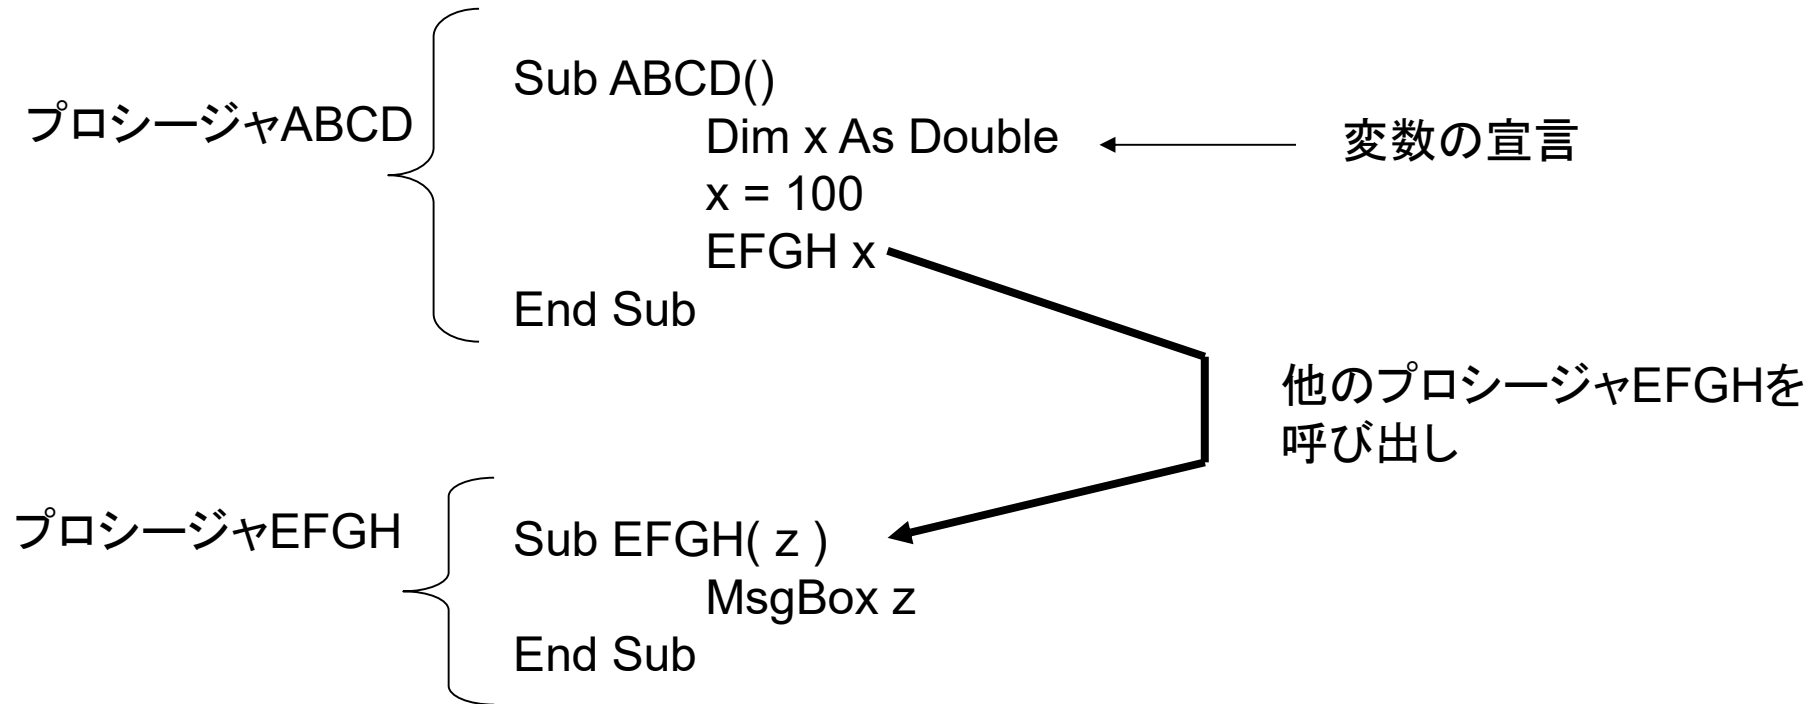 プロシージャABCD
Sub ABCD()
Dim x As Double
変数の宣言
x = 100
EFGH x
End Sub
他のプロシージャEFGHを
呼び出し
プロシージャEFGH
Sub EFGH( z )
MsgBox z
End Sub